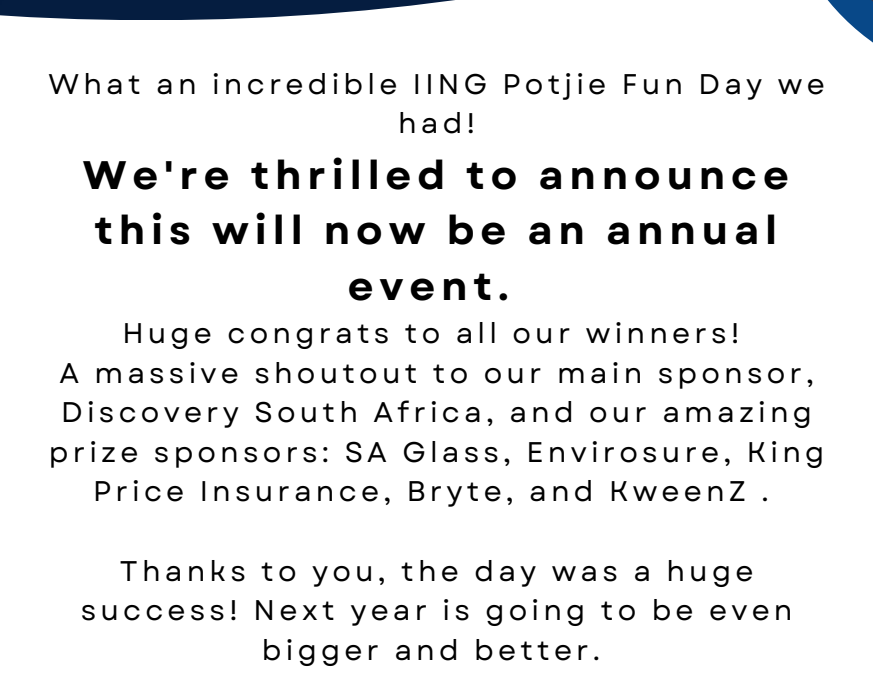 What an incredible IING Potjie Fun Day we
had!
We're thrilled to announce
this will now be an annual
event.
Huge congrats to all our winners!
A massive shoutout to our main sponsor,
Discovery South Africa, and our amazing
prize sponsors: SA Glass, Envirosure, King
Price Insurance, Bryte, and KweenZ .
Thanks to you, the day was a huge
success! Next year is going to be even
bigger and better.